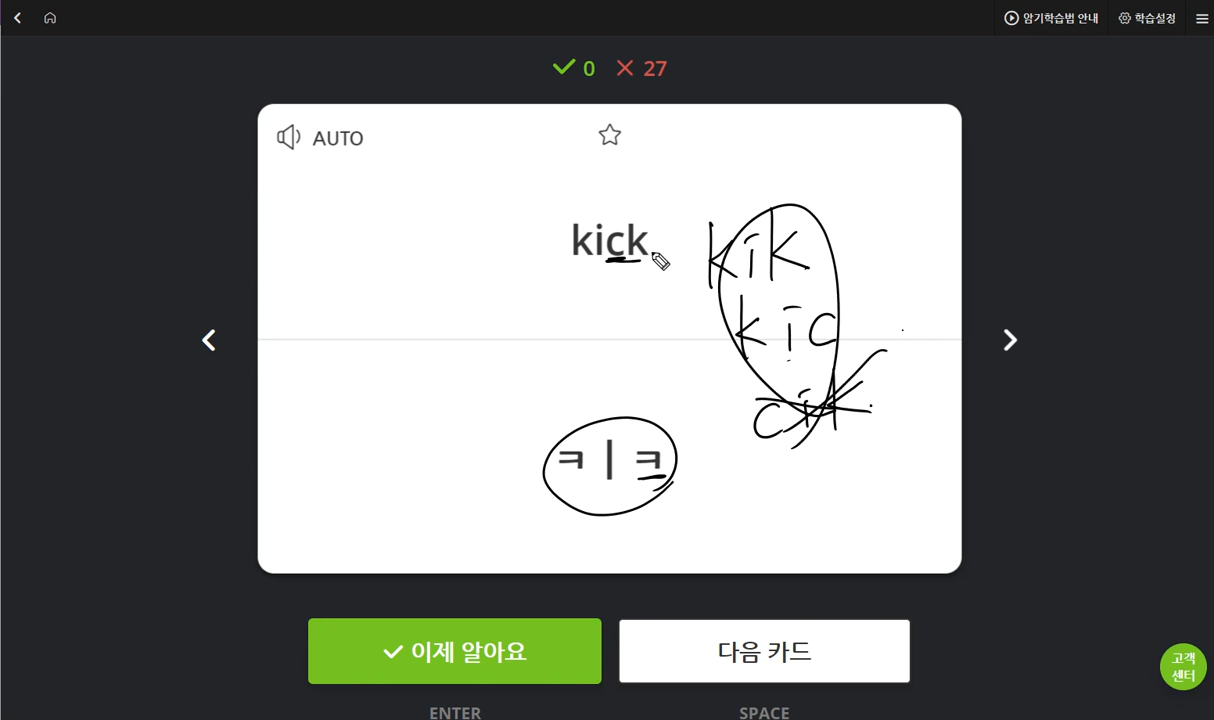 암기학습법 안내 학습설정
0 27
AUTO
kick
kik
kic
cik
ㅋㅣㅋ
이제 알아요 다음 카드
ENTER SPACE
고객
센터